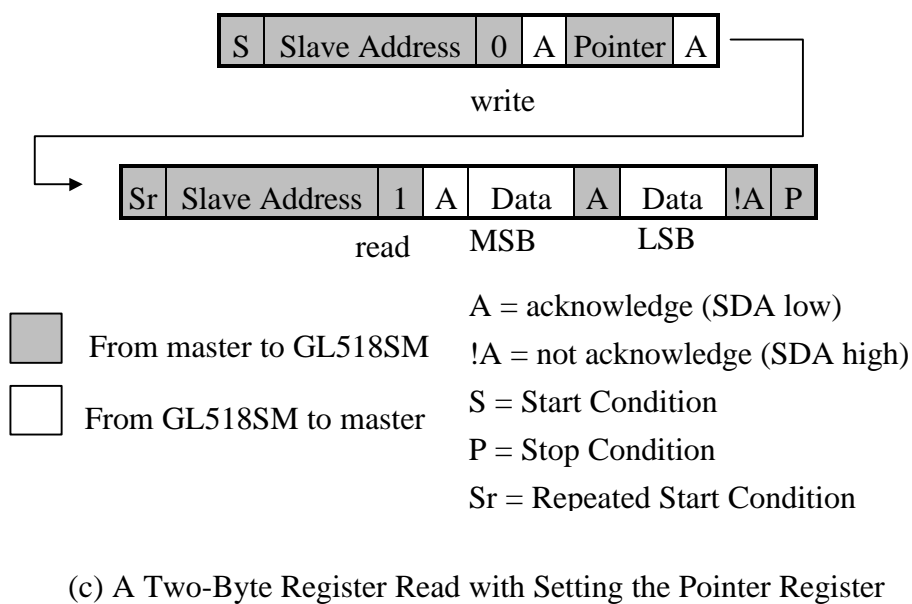 S Slave Address 0 A Pointer A
write
Sr Slave Address 1 A Data A Data !A P
read MSB LSB
From master to GL518SM
From GL518SM to master
A = acknowledge (SDA low)
!A = not acknowledge (SDA high)
S = Start Condition
P = Stop Condition
Sr = Repeated Start Condition
(c) A Two-Byte Register Read with Setting the Pointer Register